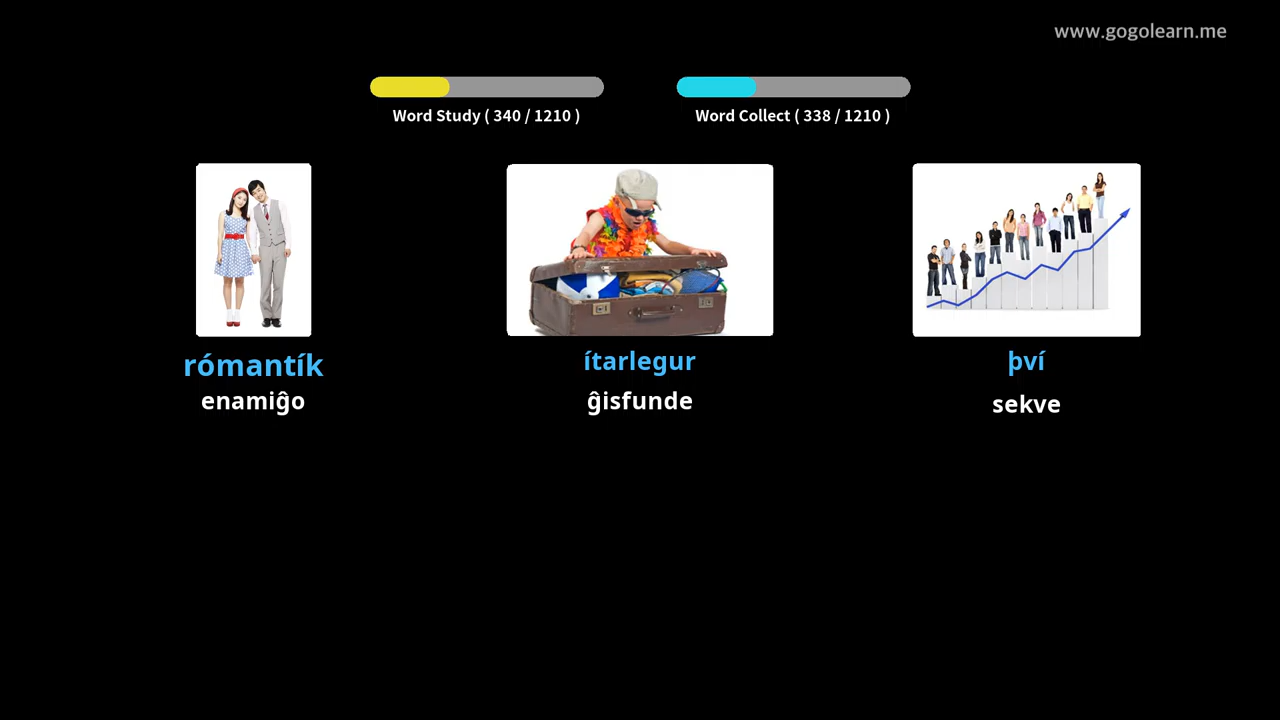 www.gogolearn.me
Word Study ( 340 / 1210 )
Word Collect ( 338 / 1210 )
rómantík
ítarlegur
því
enamiĝo
ĝisfunde
sekve